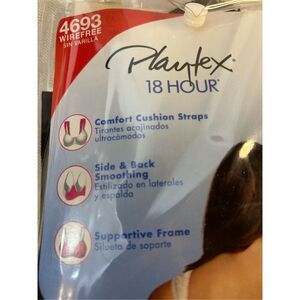 4693
WIREFREE
SIN VARILLA
Playtex
18 HOUR
Comfort Cushion Straps
Tirantes acojinados
ultracómodos
Side & Back
Smoothing
Estilizado en laterales
y espalda
Supportive Frame
Silueta de soporte